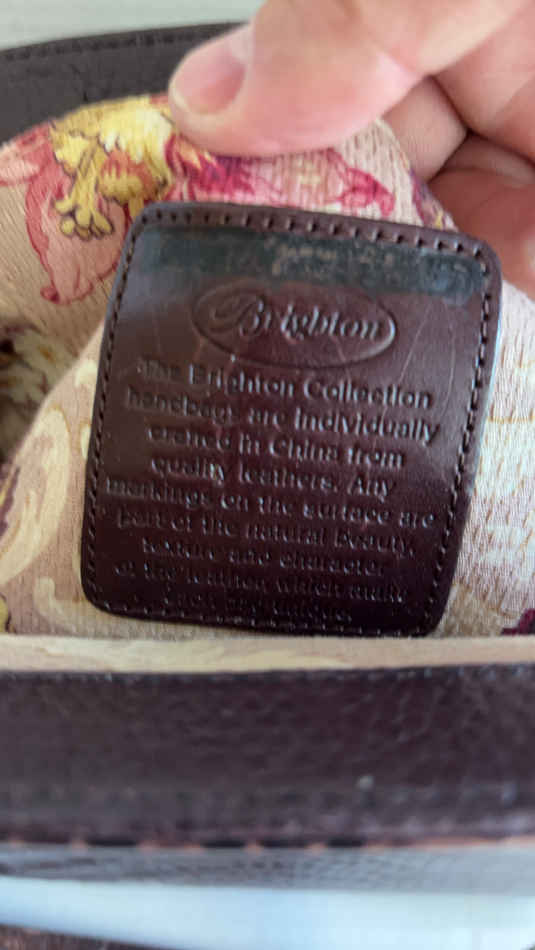 Brighton
The Brighton Collection
handbags are individually
crafted in China from
quality leathers. Any
markings on the surface are
part of the natural beauty,
texture and character
of the leather which make